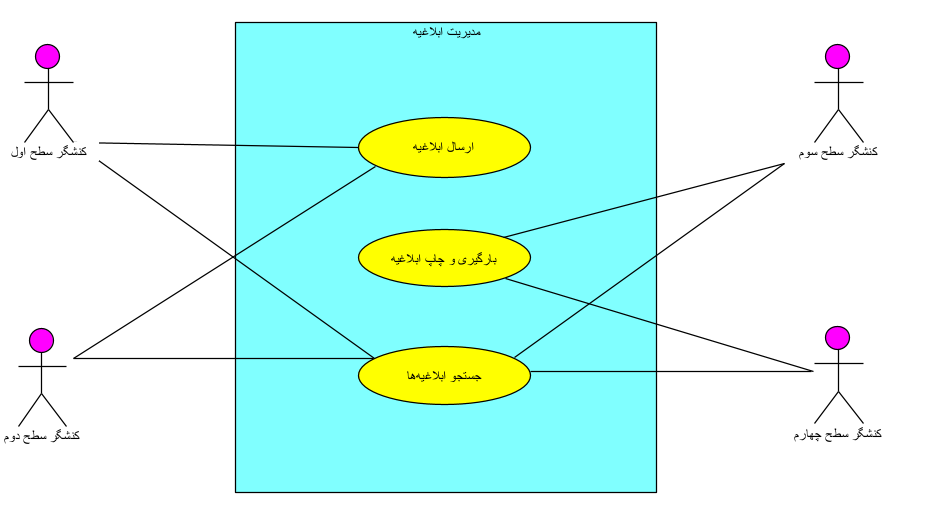 مدیریت ابلاغیه
کنشگر سطح اول
ارسال ابلاغیه
کنشگر سطح سوم
بارگیری و چاپ ابلاغیه
جستجو ابلاغیه‌ها
کنشگر سطح دوم
کنشگر سطح چهارم